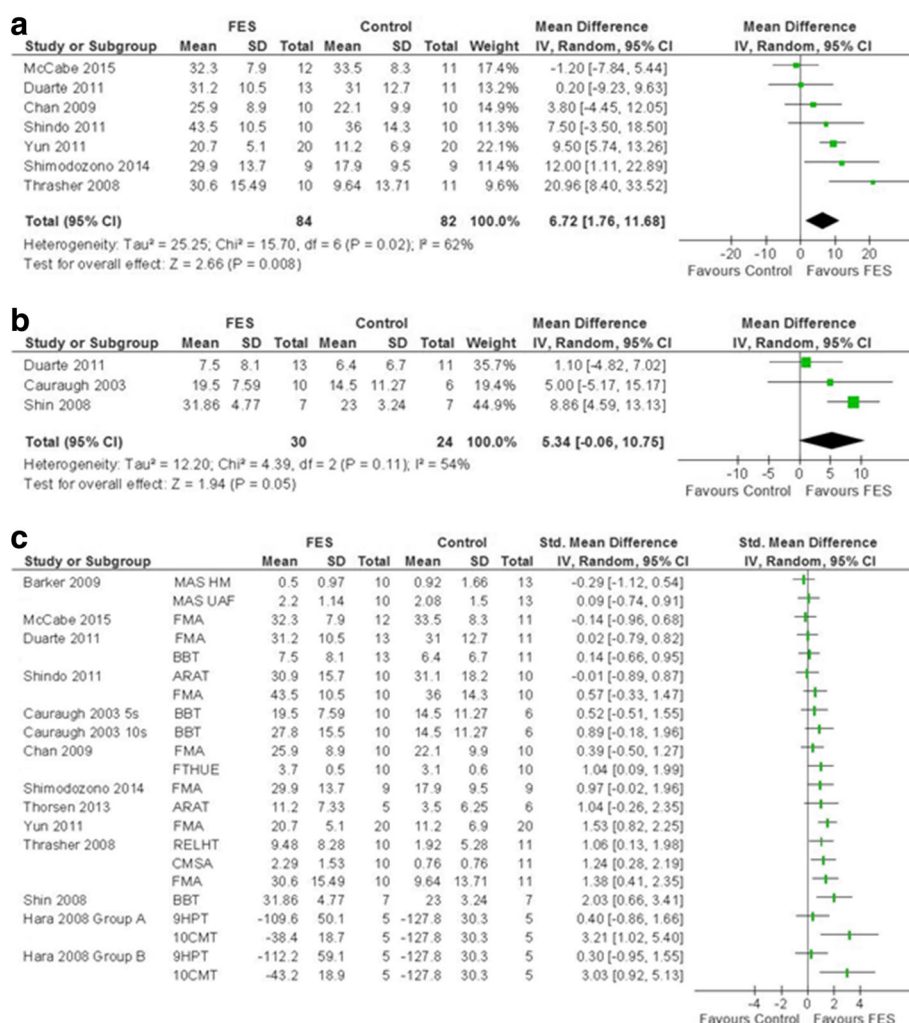 a
FES Control Mean Difference Mean Difference
Study or Subgroup Mean SD Total Mean SD Total Weight IV, Random, 95% CI IV, Random, 95% CI
McCabe 2015 32.3 7.9 12 33.5 8.3 11 17.4% -1.20 [-7.84, 5.44]
Duarte 2011 31.2 10.5 13 31 12.7 11 13.2% 0.20 [-9.23, 9.63]
Chan 2009 25.9 8.9 10 22.1 9.9 10 14.9% 3.80 [-4.45, 12.05]
Shindo 2011 43.5 10.5 10 36 14.3 10 11.3% 7.50 [-3.50, 18.50]
Yun 2011 20.7 5.1 20 11.2 6.9 20 22.1% 9.50 [5.74, 13.26]
Shimodozono 2014 29.9 13.7 9 17.9 9.5 9 11.4% 12.00 [1.11, 22.89]
Thrasher 2008 30.6 15.49 10 9.64 13.71 11 9.6% 20.96 [8.40, 33.52]
Total (95% CI) 84 82 100.0% 6.72 [1.76, 11.68]
Heterogeneity: Tau² = 25.25; Chi² = 15.70, df = 6 (P = 0.02); I² = 62%
Test for overall effect: Z = 2.66 (P = 0.008)
-20 -10 0 10 20
Favours Control Favours FES
b
FES Control Mean Difference Mean Difference
Study or Subgroup Mean SD Total Mean SD Total Weight IV, Random, 95% CI IV, Random, 95% CI
Duarte 2011 7.5 8.1 13 6.4 6.7 11 35.7% 1.10 [-4.82, 7.02]
Cauraugh 2003 19.5 7.59 10 14.5 11.27 6 19.4% 5.00 [-5.17, 15.17]
Shin 2008 31.86 4.77 7 23 3.24 7 44.9% 8.86 [4.59, 13.13]
Total (95% CI) 30 24 100.0% 5.34 [-0.06, 10.75]
Heterogeneity: Tau² = 12.20; Chi² = 4.39, df = 2 (P = 0.11); I² = 54%
Test for overall effect: Z = 1.94 (P = 0.05)
-10 -5 0 5 10
Favours Control Favours FES
c
FES Control Std. Mean Difference Std. Mean Difference
Study or Subgroup Mean SD Total Mean SD Total IV, Random, 95% CI IV, Random, 95% CI
Barker 2009 MAS HM 0.5 0.97 10 0.92 1.66 13 -0.29 [-1.12, 0.54]
MAS UAF 2.2 1.14 10 2.08 1.5 13 0.09 [-0.74, 0.91]
McCabe 2015 FMA 32.3 7.9 12 33.5 8.3 11 -0.14 [-0.96, 0.68]
Duarte 2011 FMA 31.2 10.5 13 31 12.7 11 0.02 [-0.79, 0.82]
BBT 7.5 8.1 13 6.4 6.7 11 0.14 [-0.66, 0.95]
Shindo 2011 ARAT 30.9 15.7 10 31.1 18.2 10 -0.01 [-0.89, 0.87]
FMA 43.5 10.5 10 36 14.3 10 0.57 [-0.33, 1.47]
Cauraugh 2003 5s BBT 19.5 7.59 10 14.5 11.27 6 0.52 [-0.51, 1.55]
Cauraugh 2003 10s BBT 27.8 15.5 10 14.5 11.27 6 0.89 [-0.18, 1.96]
Chan 2009 FMA 25.9 8.9 10 22.1 9.9 10 0.39 [-0.50, 1.27]
FTHUE 3.7 0.5 10 3.1 0.6 10 1.04 [0.09, 1.99]
Shimodozono 2014 FMA 29.9 13.7 9 17.9 9.5 9 0.97 [-0.02, 1.96]
Thorsen 2013 ARAT 11.2 7.33 5 3.5 6.25 6 1.04 [-0.26, 2.35]
Yun 2011 FMA 20.7 5.1 20 11.2 6.9 20 1.53 [0.82, 2.25]
Thrasher 2008 RELHT 9.48 8.28 10 1.92 5.28 11 1.06 [0.13, 1.98]
CMSA 2.29 1.53 10 0.76 0.76 11 1.24 [0.28, 2.19]
FMA 30.6 15.49 10 9.64 13.71 11 1.38 [0.41, 2.35]
Shin 2008 BBT 31.86 4.77 7 23 3.24 7 2.03 [0.66, 3.41]
Hara 2008 Group A 9HPT -109.6 50.1 5 -127.8 30.3 5 0.40 [-0.86, 1.66]
10CMT -38.4 18.7 5 -127.8 30.3 5 3.21 [1.02, 5.40]
Hara 2008 Group B 9HPT -112.2 59.1 5 -127.8 30.3 5 0.30 [-0.95, 1.55]
10CMT -43.2 18.9 5 -127.8 30.3 5 3.03 [0.92, 5.13]
-4 -2 0 2 4
Favours Control Favours FES